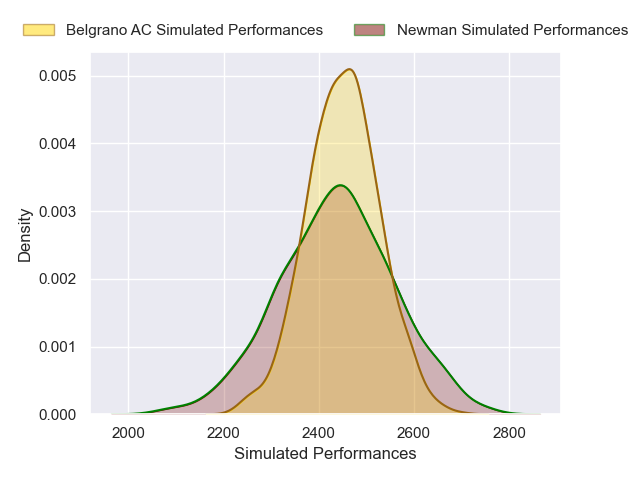 Belgrano AC Simulated Performances
Newman Simulated Performances
0.005
0.004
0.003
0.002
0.001
0.000
Density
2000
2200
2400
2600
2800
Simulated Performances